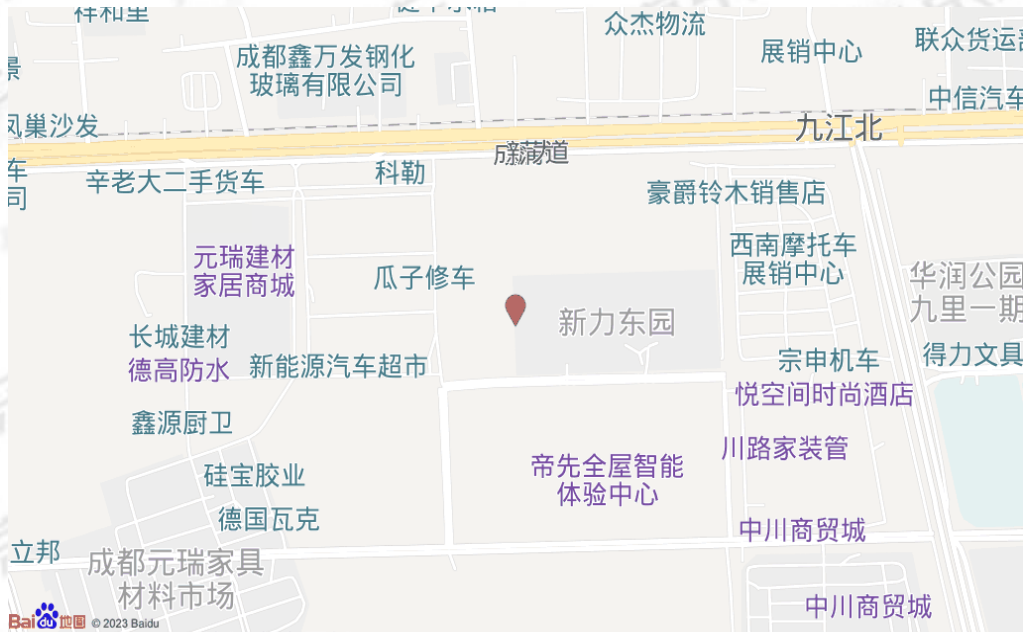 祥和里
众杰物流
联众货运部
展销中心
成都鑫万发钢化
玻璃有限公司
中信汽车
凤巢沙发
九江北
科勒
车
司
辛老大二手货车
豪爵铃木销售店
元瑞建材
家居商城
西南摩托车
展销中心
瓜子修车
华润公园
九里一期
新力东园
长城建材
德高防水
新能源汽车超市
宗申机车
得力文具
悦空间时尚酒店
鑫源厨卫
川路家装管
帝先全屋智能
体验中心
硅宝胶业
德国瓦克
中川商贸城
立邦
成都元瑞家具
材料市场
中川商贸城
Bai du 地图 © 2023 Baidu